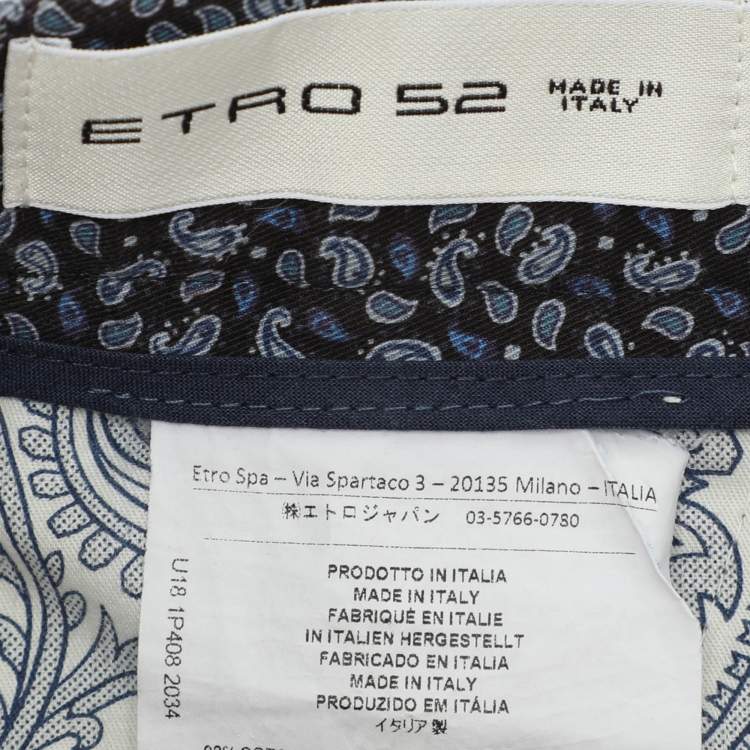 ETRO 52 MADE IN
ITALY
Etro Spa – Via Spartaco 3 – 20135 Milano – ITALIA
㈱エトロジャパン 03-5766-0780
U18 1P408 2034
PRODOTTO IN ITALIA
MADE IN ITALY
FABRIQUÉ EN ITALIE
IN ITALIEN HERGESTELLT
FABRICADO EN ITALIA
MADE IN ITALY
PRODUZIDO EM ITÁLIA
イタリア製